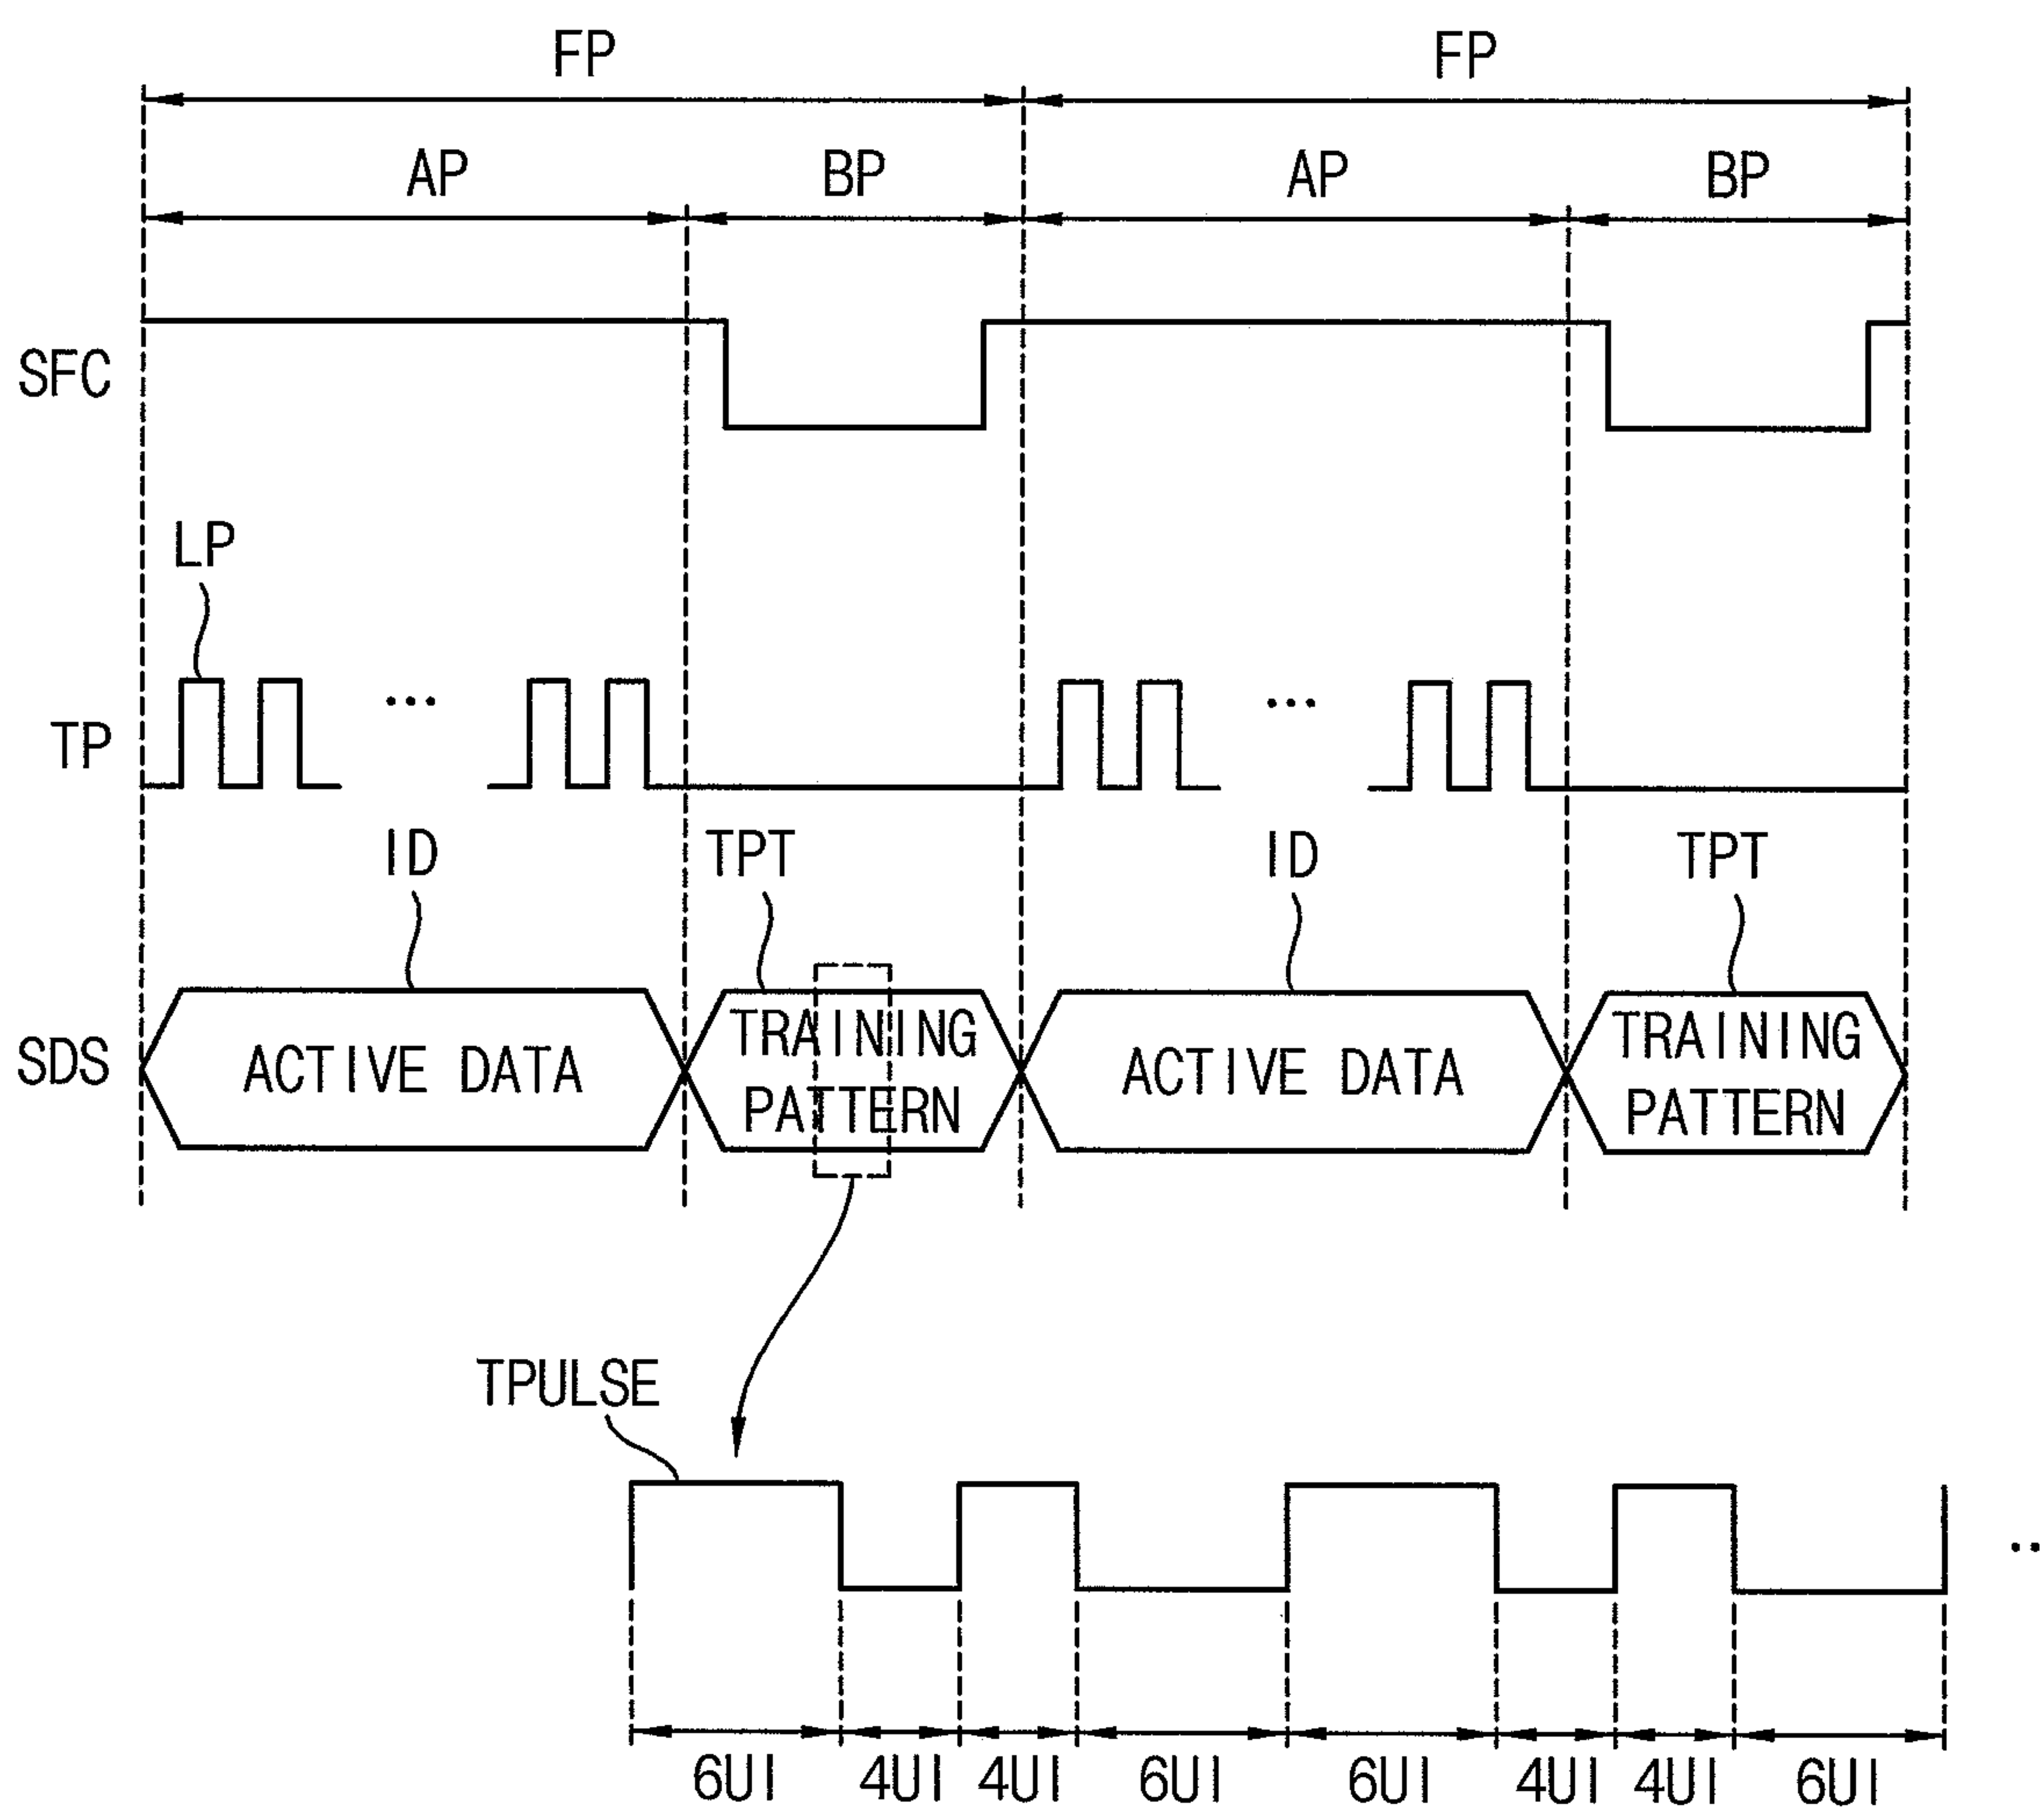 FP FP
AP BP AP BP
SFC
LP
TP ... ...
ID TPT ID TPT
SDS ACTIVE DATA TRAINING PATTERN ACTIVE DATA TRAINING PATTERN
TPULSE
..
6UI 4UI 4UI 6UI 6UI 4UI 4UI 6UI